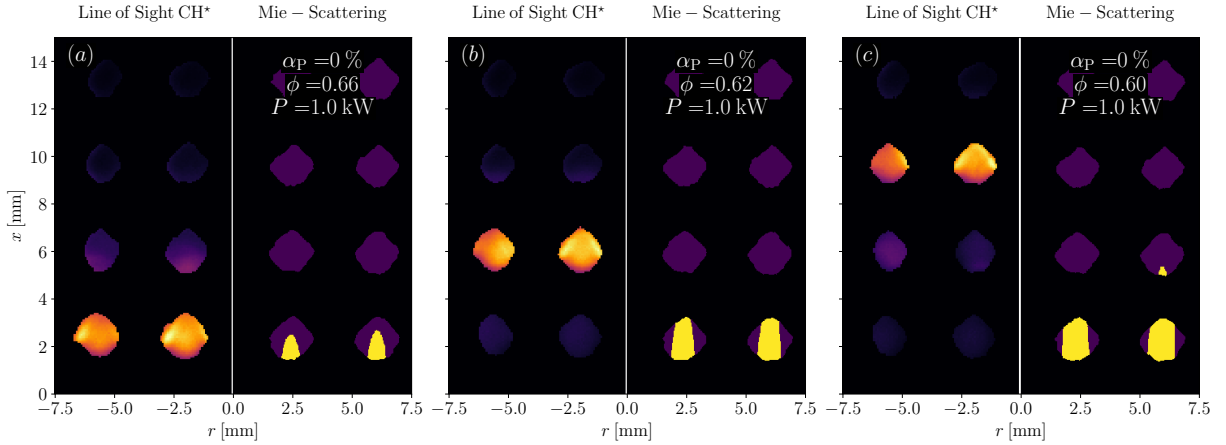 Line of Sight CH* Mie – Scattering Line of Sight CH* Mie – Scattering Line of Sight CH* Mie – Scattering
(a) (b) (c)
α_P =0 % α_P =0 % α_P =0 %
ϕ =0.66 ϕ =0.62 ϕ =0.60
P =1.0 kW P =1.0 kW P =1.0 kW
14
12
10
8
6
4
2
0
x [mm]
−7.5 −5.0 −2.5 0.0 2.5 5.0 7.5 −7.5 −5.0 −2.5 0.0 2.5 5.0 7.5 −7.5 −5.0 −2.5 0.0 2.5 5.0 7.5
r [mm] r [mm] r [mm]